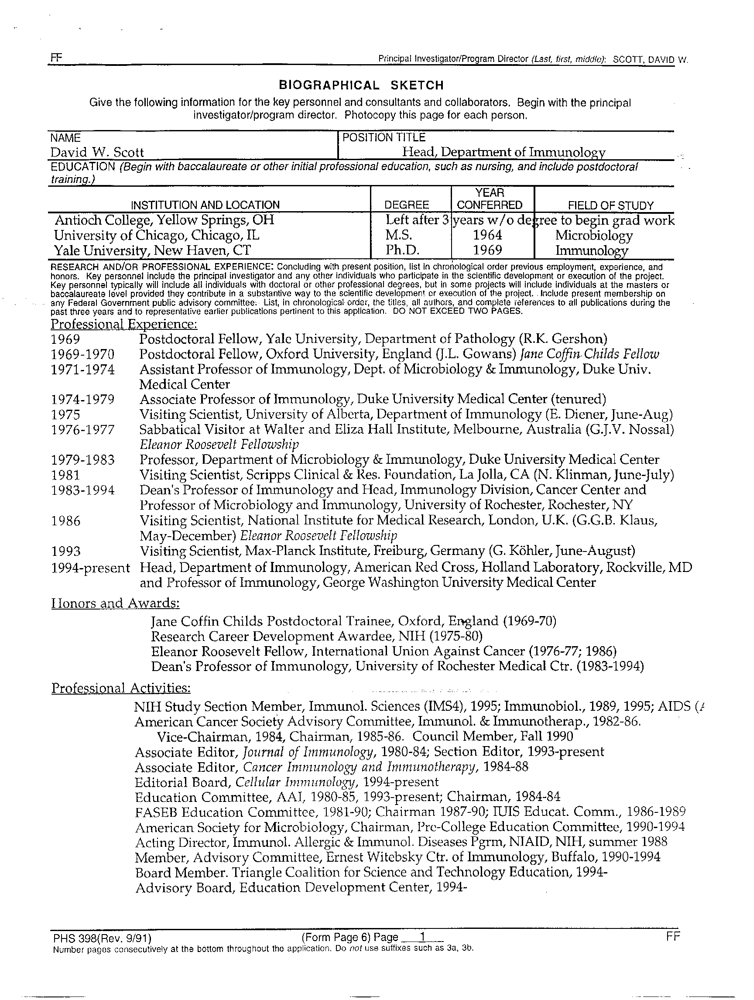 FF
Principal Investigator/Program Director (Last, first, middle): SCOTT, DAVID W.
BIOGRAPHICAL SKETCH
Give the following information for the key personnel and consultants and collaborators. Begin with the principal
investigator/program director. Photocopy this page for each person.
NAME POSITION TITLE
David W. Scott Head, Department of Immunology
EDUCATION (Begin with baccalaureate or other initial professional education, such as nursing, and include postdoctoral
training.)
INSTITUTION AND LOCATION DEGREE YEAR CONFERRED FIELD OF STUDY
Antioch College, Yellow Springs, OH Left after 3 years w/o degree to begin grad work
University of Chicago, Chicago, IL M.S. 1964 Microbiology
Yale University, New Haven, CT Ph.D. 1969 Immunology
RESEARCH AND/OR PROFESSIONAL EXPERIENCE: Concluding with present position, list in chronological order previous employment, experience, and
honors. Key personnel include the principal investigator and any other individuals who participate in the scientific development or execution of the project.
Key personnel typically will include all individuals with doctoral or other professional degrees, but in some projects will include individuals at the masters or
baccalaureate level provided they contribute in a substantive way to the scientific development or execution of the project. Include present membership on
any Federal Government public advisory committee. List, in chronological order, the titles, all authors, and complete references to all publications during the
past three years and to representative earlier publications pertinent to this application. DO NOT EXCEED TWO PAGES.
Professional Experience:
1969 Postdoctoral Fellow, Yale University, Department of Pathology (R.K. Gershon)
1969-1970 Postdoctoral Fellow, Oxford University, England (J.L. Gowans) Jane Coffin Childs Fellow
1971-1974 Assistant Professor of Immunology, Dept. of Microbiology & Immunology, Duke Univ.
Medical Center
1974-1979 Associate Professor of Immunology, Duke University Medical Center (tenured)
1975 Visiting Scientist, University of Alberta, Department of Immunology (E. Diener, June-Aug)
1976-1977 Sabbatical Visitor at Walter and Eliza Hall Institute, Melbourne, Australia (G.J.V. Nossal)
Eleanor Roosevelt Fellowship
1979-1983 Professor, Department of Microbiology & Immunology, Duke University Medical Center
1981 Visiting Scientist, Scripps Clinical & Res. Foundation, La Jolla, CA (N. Klinman, June-July)
1983-1994 Dean's Professor of Immunology and Head, Immunology Division, Cancer Center and
Professor of Microbiology and Immunology, University of Rochester, Rochester, NY
1986 Visiting Scientist, National Institute for Medical Research, London, U.K. (G.G.B. Klaus,
May-December) Eleanor Roosevelt Fellowship
1993 Visiting Scientist, Max-Planck Institute, Freiburg, Germany (G. Köhler, June-August)
1994-present Head, Department of Immunology, American Red Cross, Holland Laboratory, Rockville, MD
and Professor of Immunology, George Washington University Medical Center
Honors and Awards:
Jane Coffin Childs Postdoctoral Trainee, Oxford, England (1969-70)
Research Career Development Awardee, NIH (1975-80)
Eleanor Roosevelt Fellow, International Union Against Cancer (1976-77; 1986)
Dean's Professor of Immunology, University of Rochester Medical Ctr. (1983-1994)
Professional Activities:
NIH Study Section Member, Immunol. Sciences (IMS4), 1995; Immunobiol., 1989, 1995; AIDS (
American Cancer Society Advisory Committee, Immunol. & Immunotherap., 1982-86.
Vice-Chairman, 1984, Chairman, 1985-86. Council Member, Fall 1990
Associate Editor, Journal of Immunology, 1980-84; Section Editor, 1993-present
Associate Editor, Cancer Immunology and Immunotherapy, 1984-88
Editorial Board, Cellular Immunology, 1994-present
Education Committee, AAI, 1980-85, 1993-present; Chairman, 1984-84
FASEB Education Committee, 1981-90; Chairman 1987-90; IUIS Educat. Comm., 1986-1989
American Society for Microbiology, Chairman, Pre-College Education Committee, 1990-1994
Acting Director, Immunol. Allergic & Immunol. Diseases Pgrm, NIAID, NIH, summer 1988
Member, Advisory Committee, Ernest Witebsky Ctr. of Immunology, Buffalo, 1990-1994
Board Member. Triangle Coalition for Science and Technology Education, 1994-
Advisory Board, Education Development Center, 1994-
PHS 398(Rev. 9/91) (Form Page 6) Page 1 FF
Number pages consecutively at the bottom throughout the application. Do not use suffixes such as 3a, 3b.